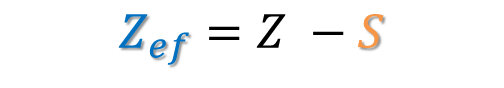 Z_ef = Z − S